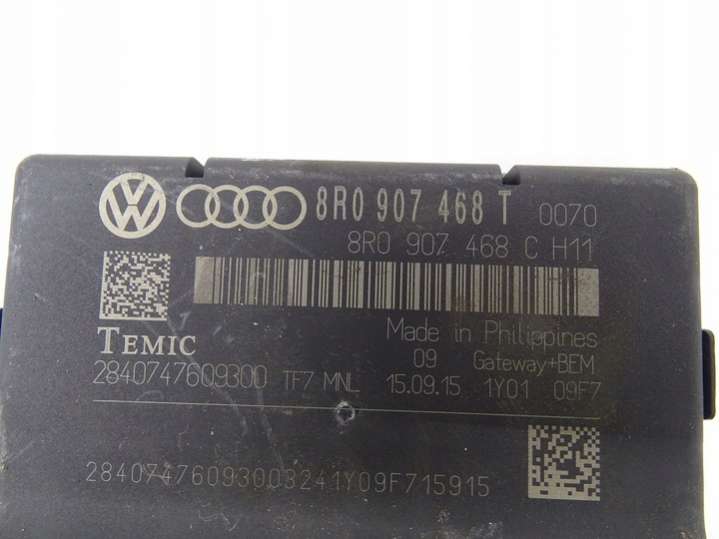 8R0 907 468 T 0070
8R0 907 468 C H11
TEMIC
Made in Philippines
09 Gateway+BEM
2840747609300 TF7 MNL 15.09.15 1Y01 09F7
28407476093003241Y09F715915